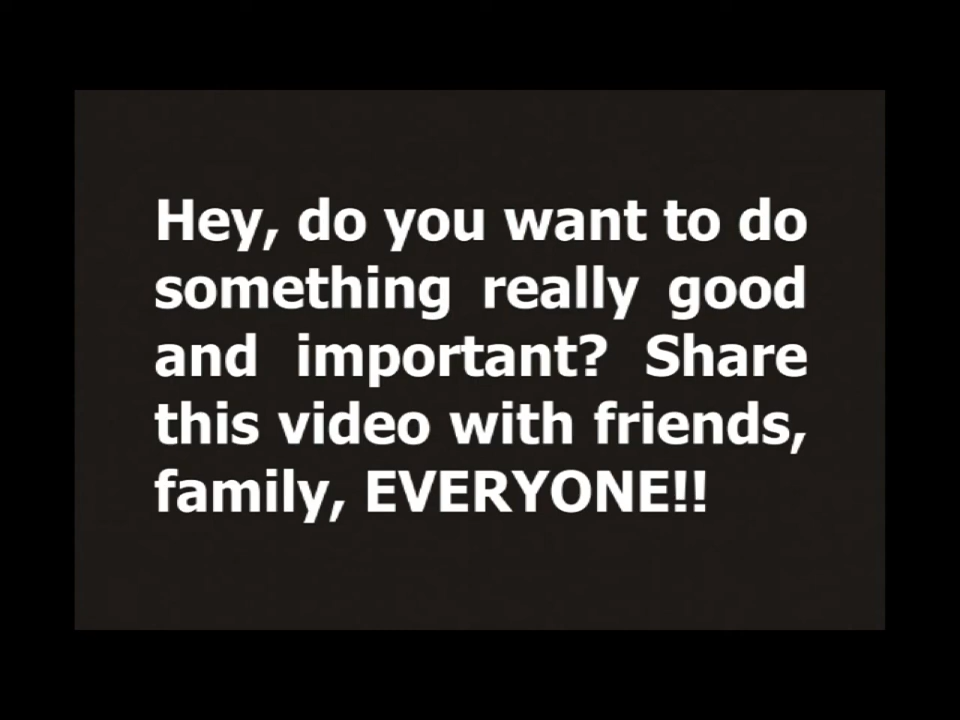 Hey, do you want to do
something really good
and important? Share
this video with friends,
family, EVERYONE!!